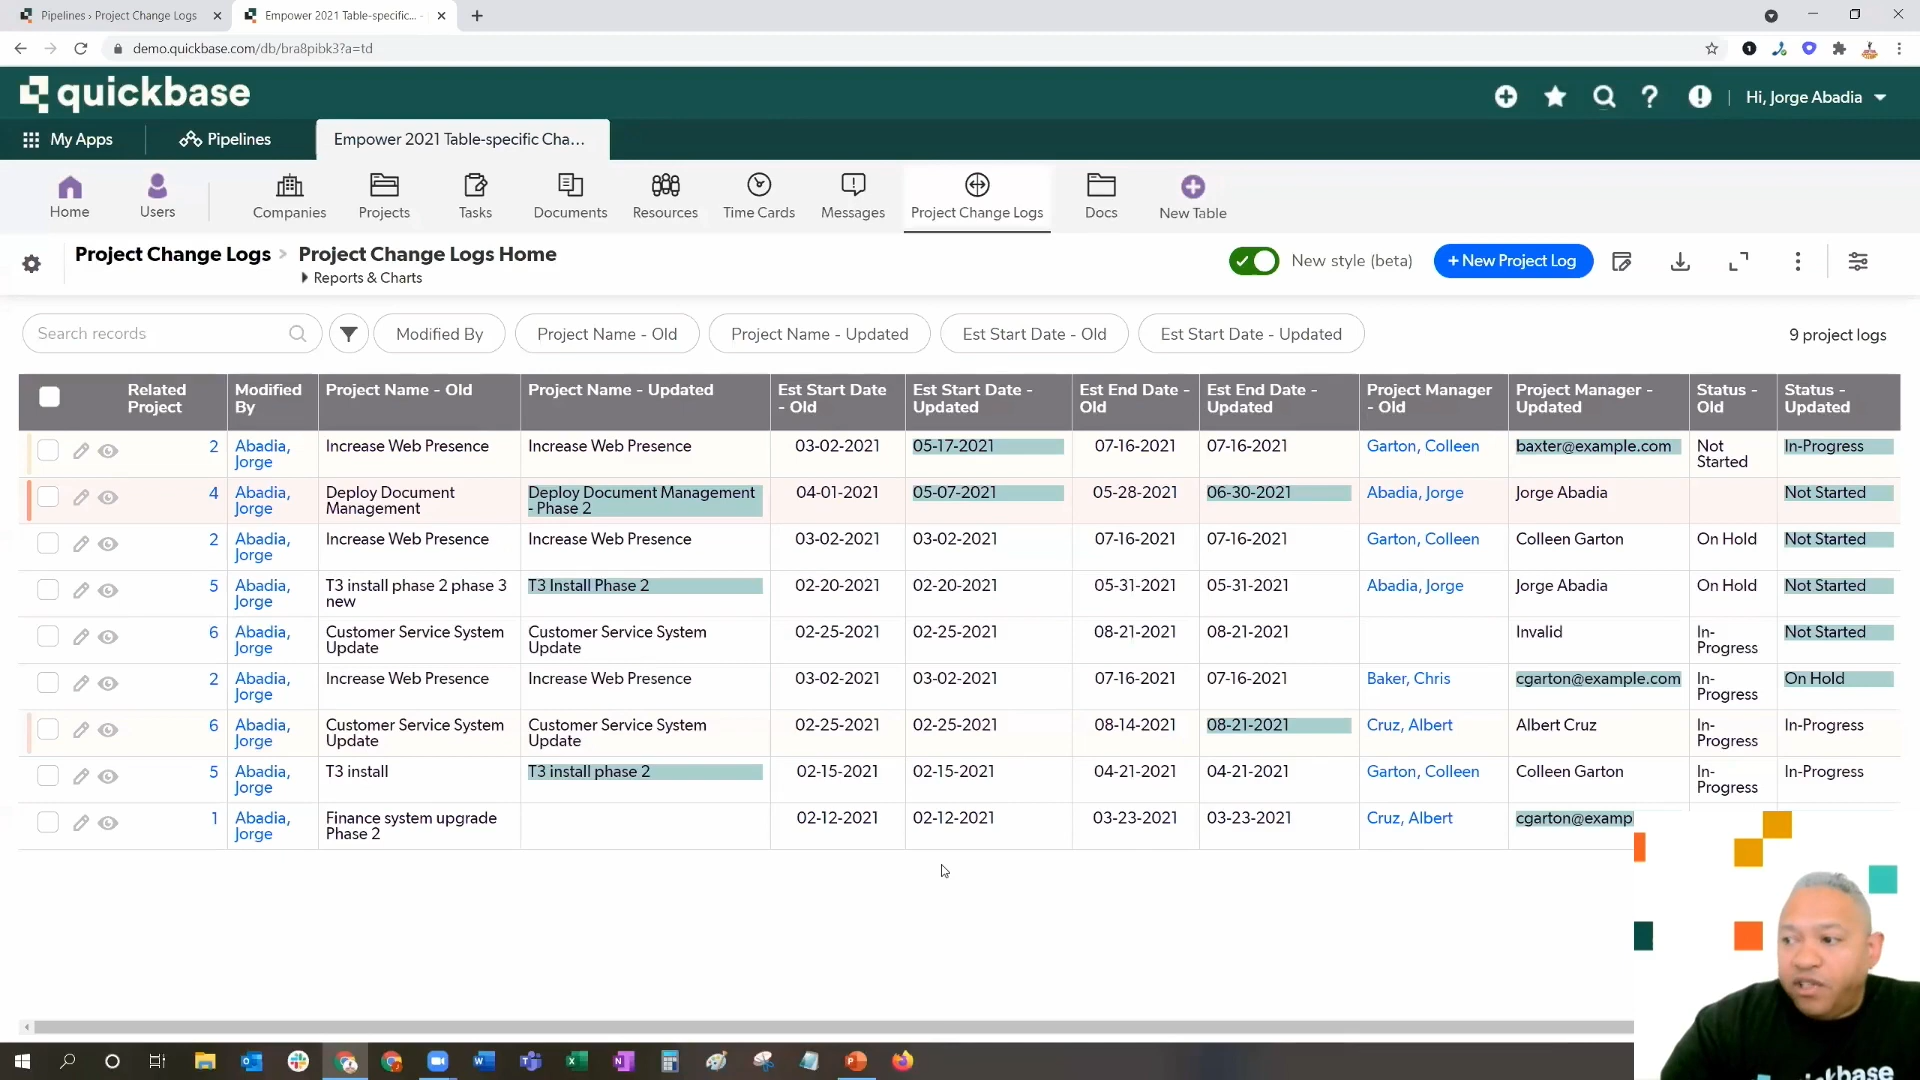 Pipelines › Project Change Logs
Empower 2021 Table-specific... -
demo.quickbase.com/db/bra8pibk3?a=td
quickbase
Hi, Jorge Abadia
My Apps
Pipelines
Empower 2021 Table-specific Cha...
Home
Users
Companies
Projects
Tasks
Documents
Resources
Time Cards
Messages
Project Change Logs
Docs
New Table
Project Change Logs > Project Change Logs Home
Reports & Charts
New style (beta)
+ New Project Log
Search records
Modified By
Project Name - Old
Project Name - Updated
Est Start Date - Old
Est Start Date - Updated
9 project logs
Related Project
Modified By
Project Name - Old
Project Name - Updated
Est Start Date - Old
Est Start Date - Updated
Est End Date - Old
Est End Date - Updated
Project Manager - Old
Project Manager - Updated
Status - Old
Status - Updated
2 Abadia, Jorge Increase Web Presence Increase Web Presence 03-02-2021 05-17-2021 07-16-2021 07-16-2021 Garton, Colleen baxter@example.com Not Started In-Progress
4 Abadia, Jorge Deploy Document Management Deploy Document Management - Phase 2 04-01-2021 05-07-2021 05-28-2021 06-30-2021 Abadia, Jorge Jorge Abadia Not Started
2 Abadia, Jorge Increase Web Presence Increase Web Presence 03-02-2021 03-02-2021 07-16-2021 07-16-2021 Garton, Colleen Colleen Garton On Hold Not Started
5 Abadia, Jorge T3 install phase 2 phase 3 new T3 Install Phase 2 02-20-2021 02-20-2021 05-31-2021 05-31-2021 Abadia, Jorge Jorge Abadia On Hold Not Started
6 Abadia, Jorge Customer Service System Update Customer Service System Update 02-25-2021 02-25-2021 08-21-2021 08-21-2021 Invalid In-Progress Not Started
2 Abadia, Jorge Increase Web Presence Increase Web Presence 03-02-2021 03-02-2021 07-16-2021 07-16-2021 Baker, Chris cgarton@example.com In-Progress On Hold
6 Abadia, Jorge Customer Service System Update Customer Service System Update 02-25-2021 02-25-2021 08-14-2021 08-21-2021 Cruz, Albert Albert Cruz In-Progress In-Progress
5 Abadia, Jorge T3 install T3 install phase 2 02-15-2021 02-15-2021 04-21-2021 04-21-2021 Garton, Colleen Colleen Garton In-Progress In-Progress
1 Abadia, Jorge Finance system upgrade Phase 2 02-12-2021 02-12-2021 03-23-2021 03-23-2021 Cruz, Albert cgarton@examp